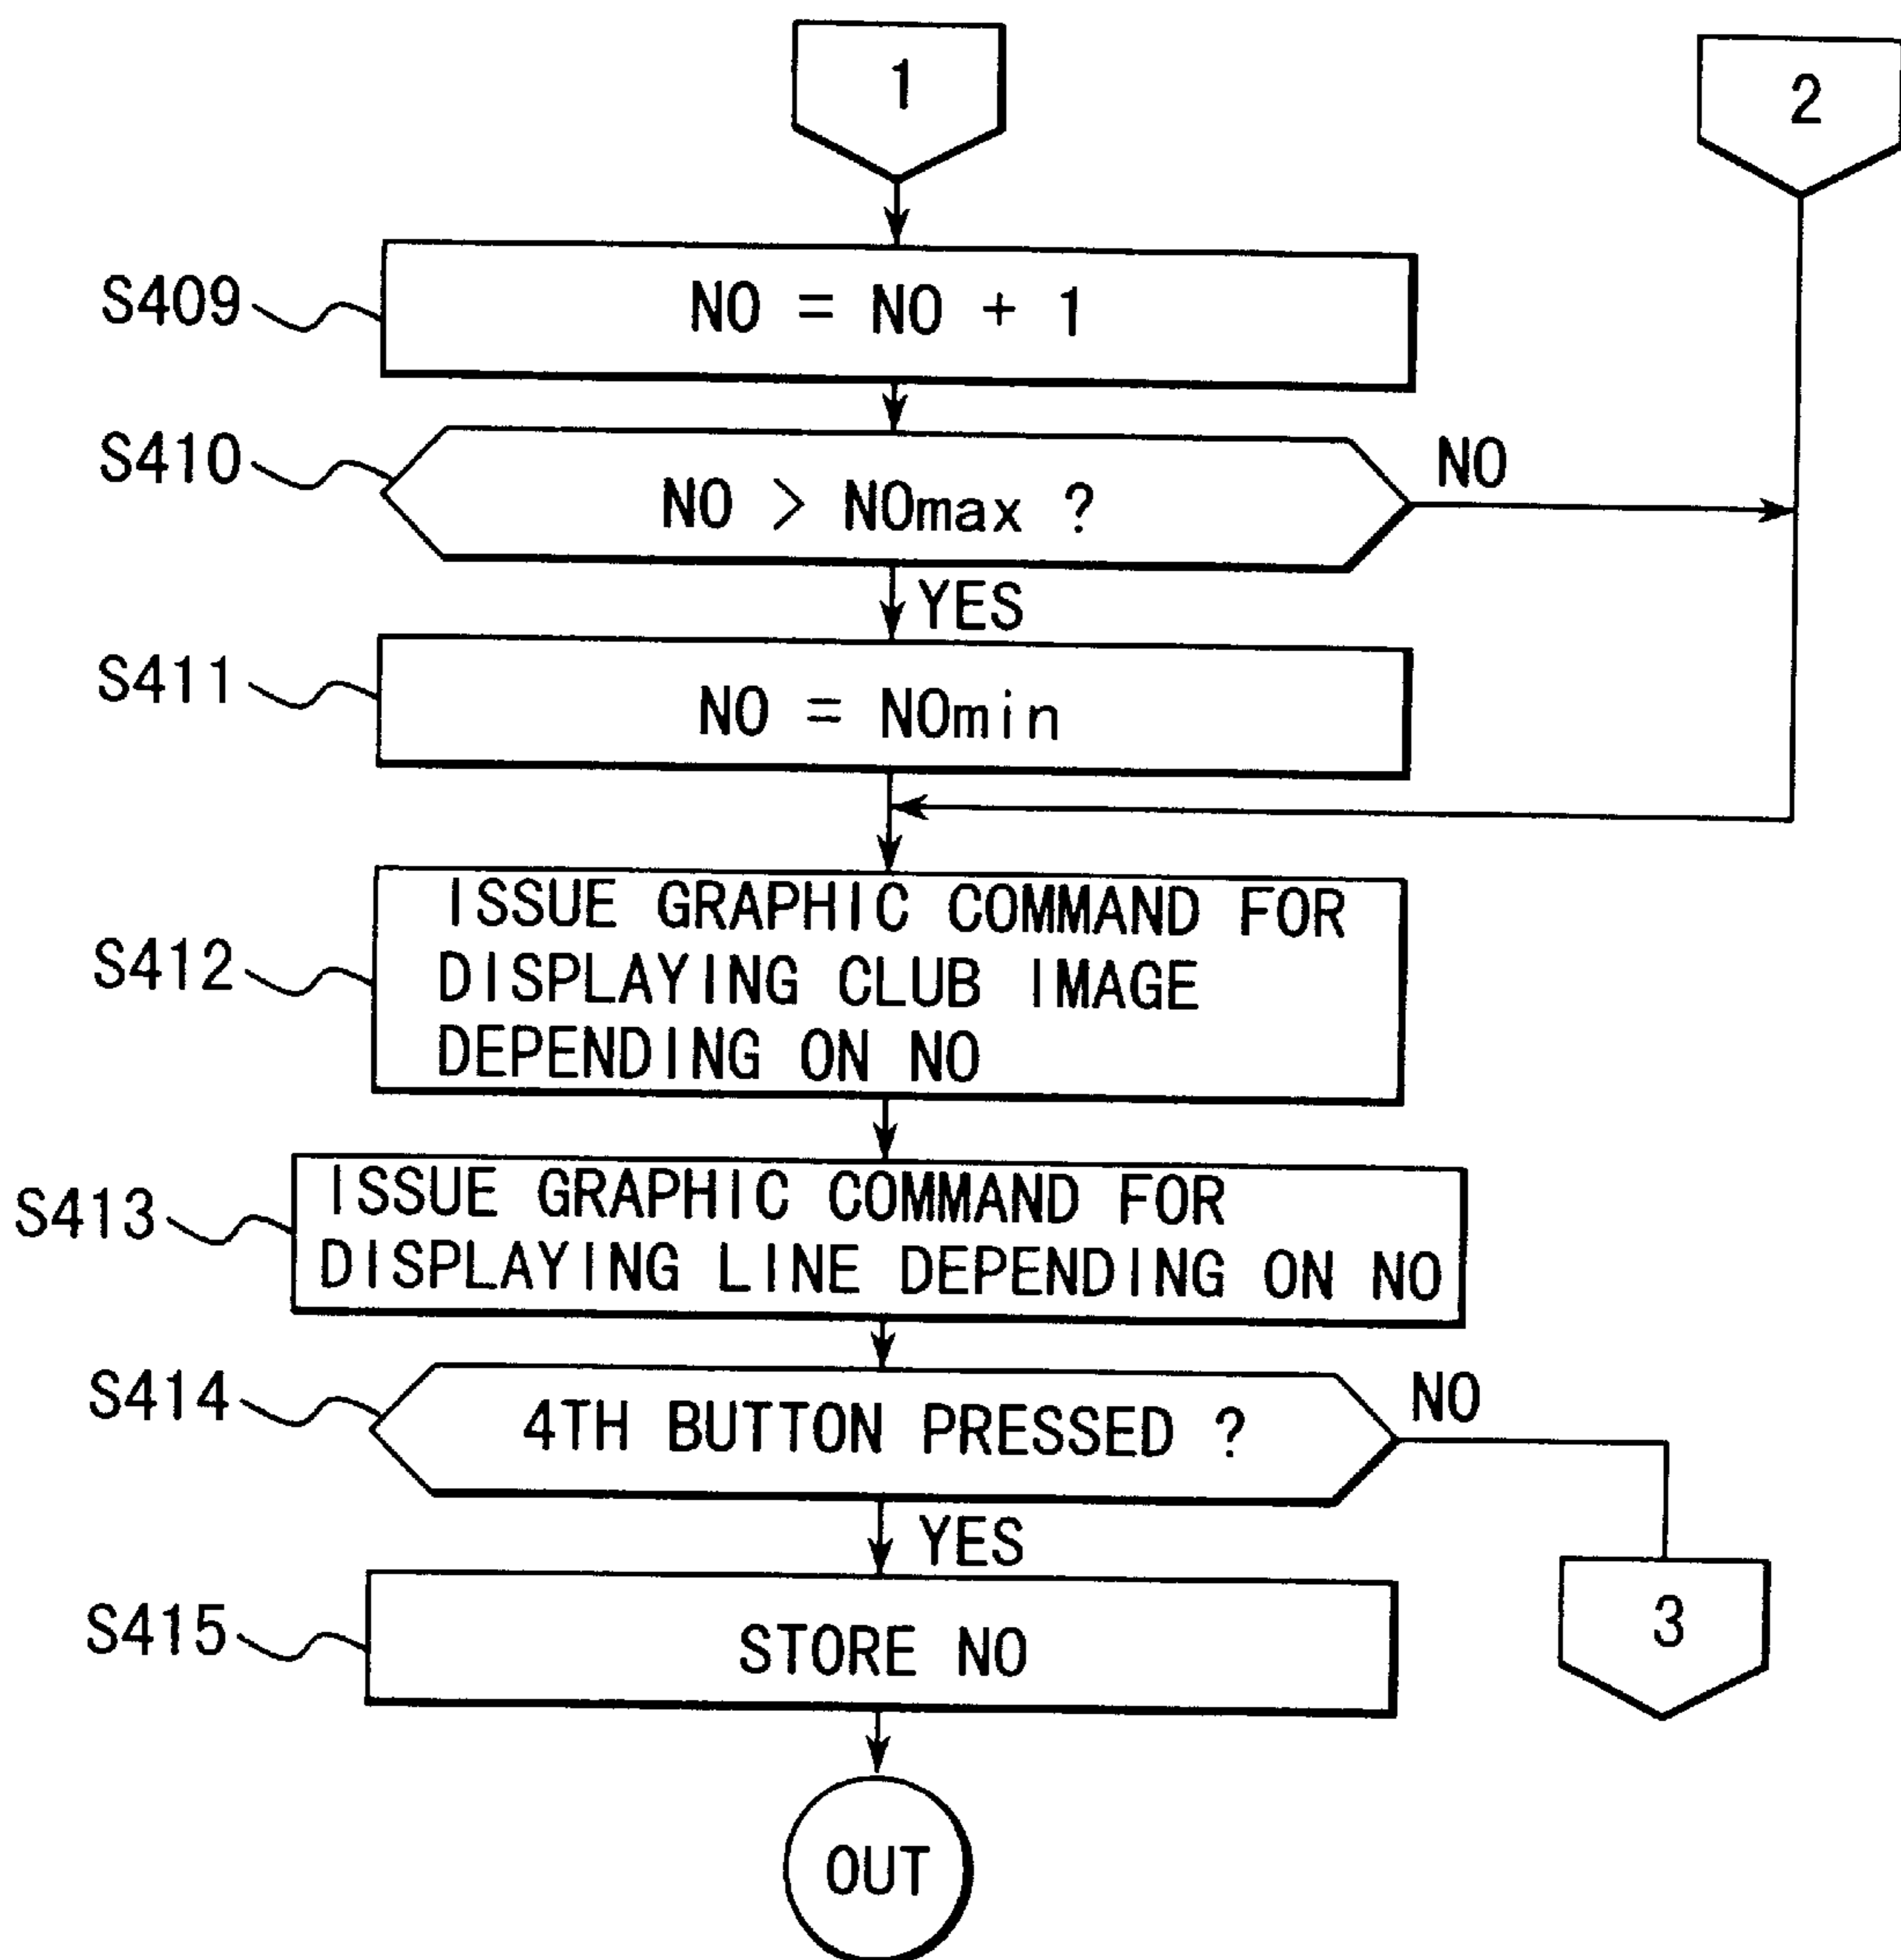 1
2
S409
NO = NO + 1
S410
NO > NOmax ?
NO
YES
S411
NO = NOmin
S412
ISSUE GRAPHIC COMMAND FOR
DISPLAYING CLUB IMAGE
DEPENDING ON NO
S413
ISSUE GRAPHIC COMMAND FOR
DISPLAYING LINE DEPENDING ON NO
S414
4TH BUTTON PRESSED ?
NO
YES
S415
STORE NO
3
OUT